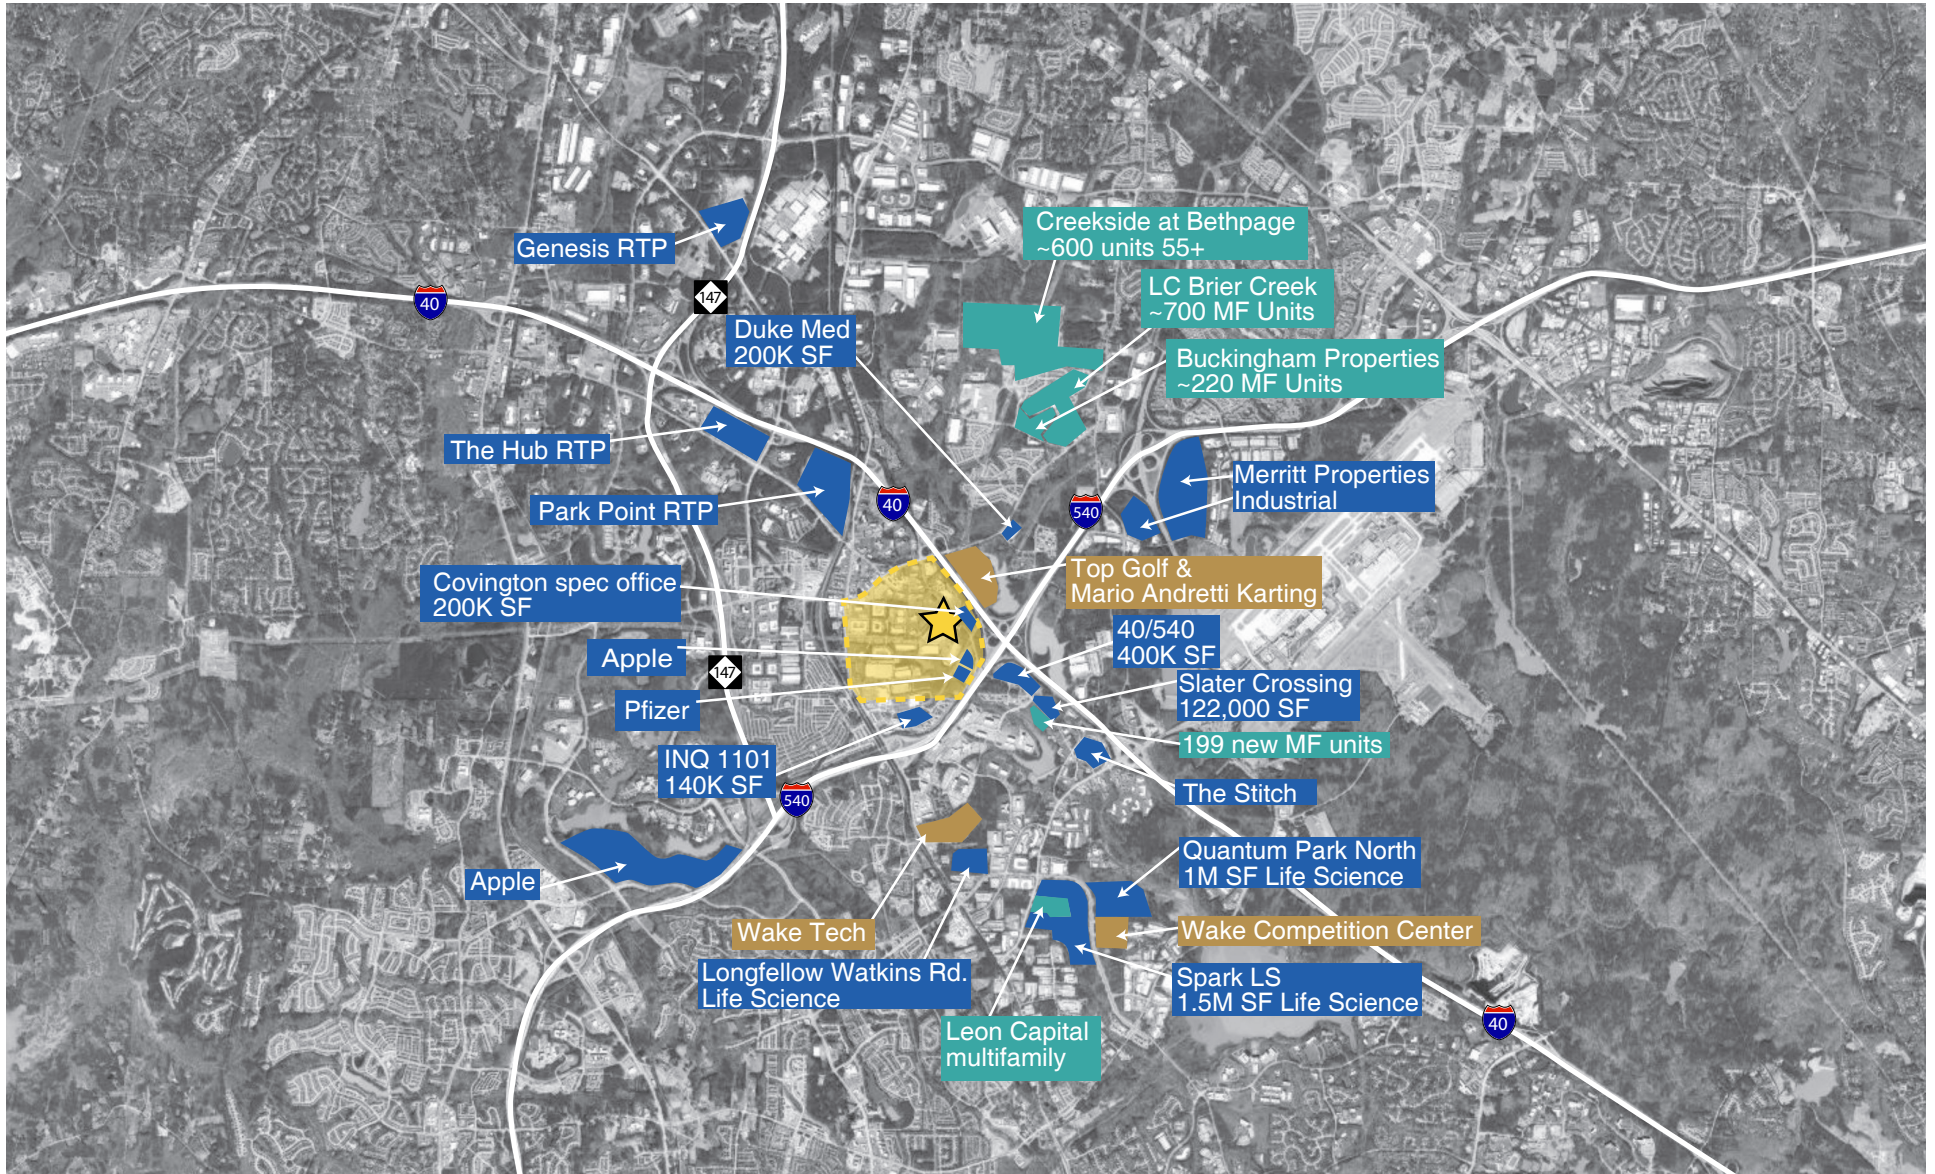 Genesis RTP
Creekside at Bethpage
~600 units 55+
LC Brier Creek
~700 MF Units
40
147
Duke Med
200K SF
Buckingham Properties
~220 MF Units
The Hub RTP
Merritt Properties
Industrial
Park Point RTP
40
540
Covington spec office
200K SF
Top Golf &
Mario Andretti Karting
40/540
400K SF
Apple
147
Slater Crossing
122,000 SF
Pfizer
199 new MF units
INQ 1101
140K SF
540
The Stitch
Quantum Park North
1M SF Life Science
Apple
Wake Tech
Wake Competition Center
Longfellow Watkins Rd.
Life Science
Spark LS
1.5M SF Life Science
Leon Capital
multifamily
40